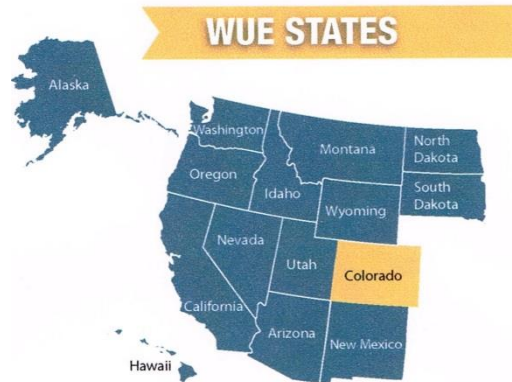 WUE STATES
Alaska
Washington
Montana
North
Dakota
Oregon
Idaho
South
Dakota
Wyoming
Nevada
Utah
Colorado
California
Arizona
New Mexico
Hawaii